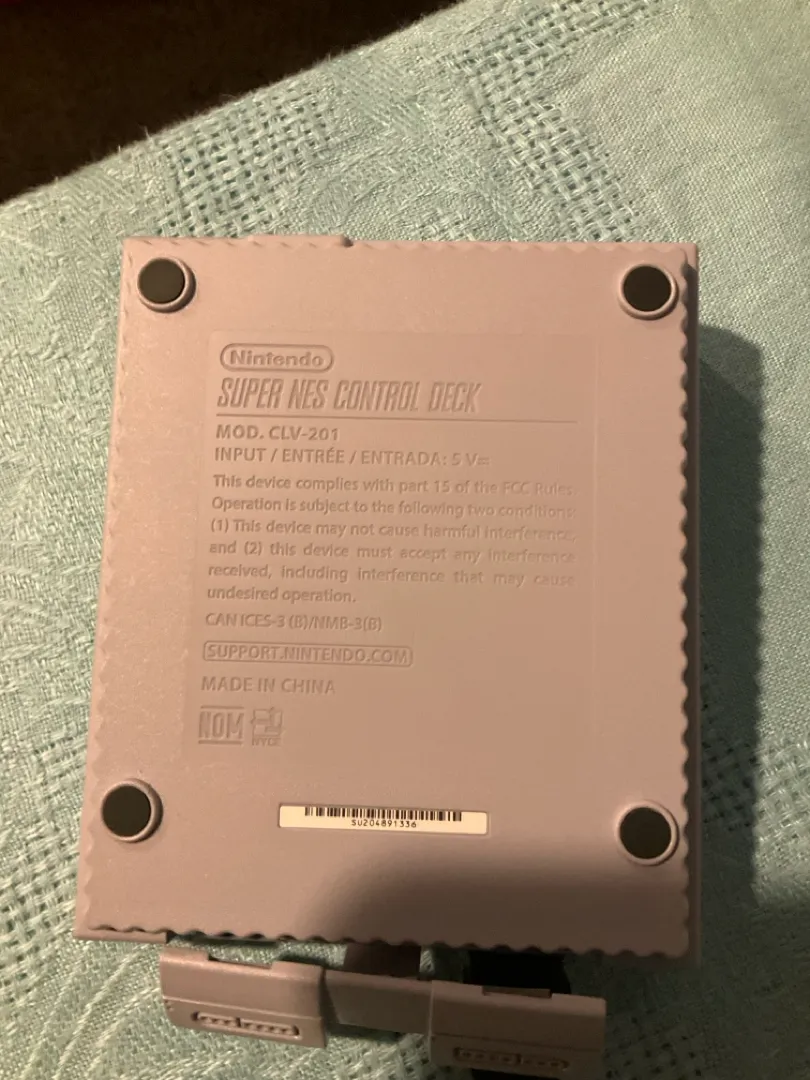 Nintendo
SUPER NES CONTROL DECK
MOD. CLV-201
INPUT / ENTRÉE / ENTRADA: 5 V⎓
This device complies with part 15 of the FCC Rules.
Operation is subject to the following two conditions:
(1) This device may not cause harmful interference,
and (2) this device must accept any interference
received, including interference that may cause
undesired operation.
CAN ICES-3 (B)/NMB-3(B)
SUPPORT.NINTENDO.COM
MADE IN CHINA
NOM NYCE
SU204891336